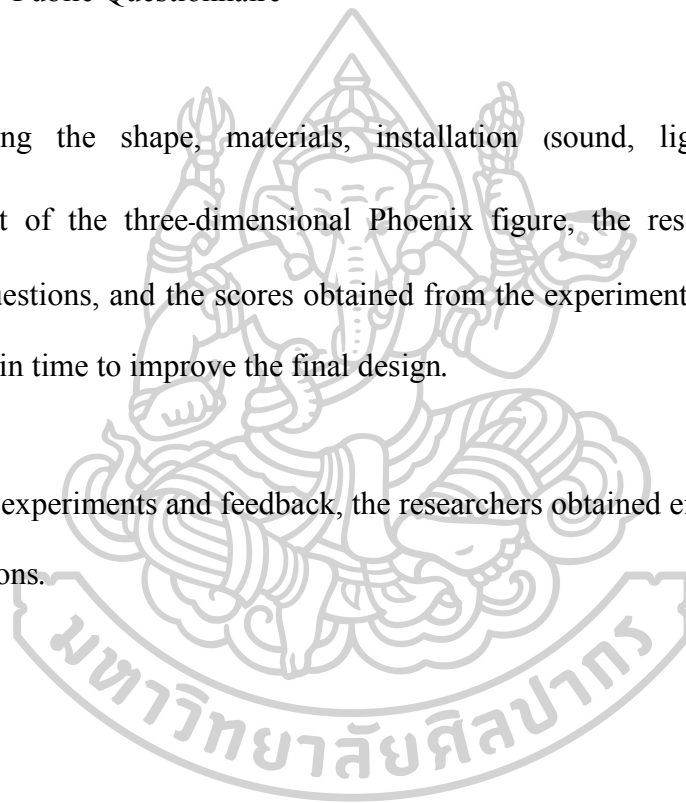 Public Questionnaire
ing the shape, materials, installation (sound, lig
t of the three-dimensional Phoenix figure, the res
uestions, and the scores obtained from the experiment
in time to improve the final design.
experiments and feedback, the researchers obtained e
ons.
มหาวิทยาลัยศิลปากร